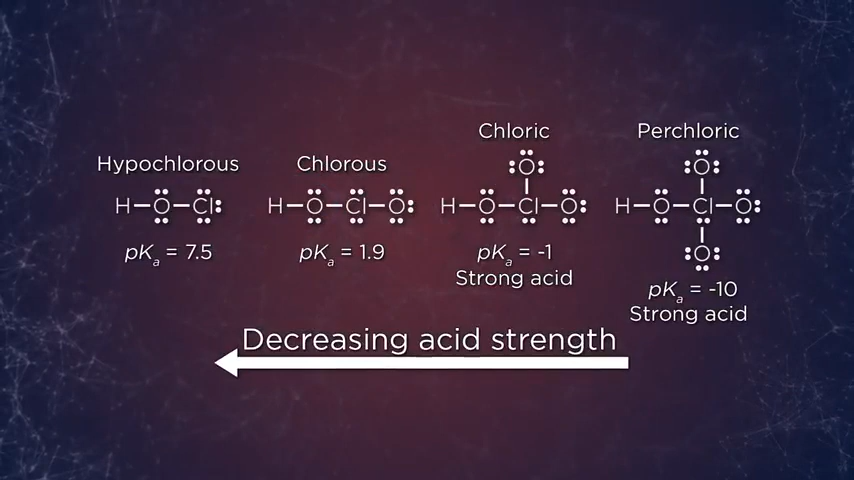 Hypochlorous
H–O–Cl
pKa = 7.5
Chlorous
H–O–Cl–O
pKa = 1.9
Chloric
O
H–O–Cl–O
pKa = -1
Strong acid
Perchloric
O
H–O–Cl–O
O
pKa = -10
Strong acid
Decreasing acid strength